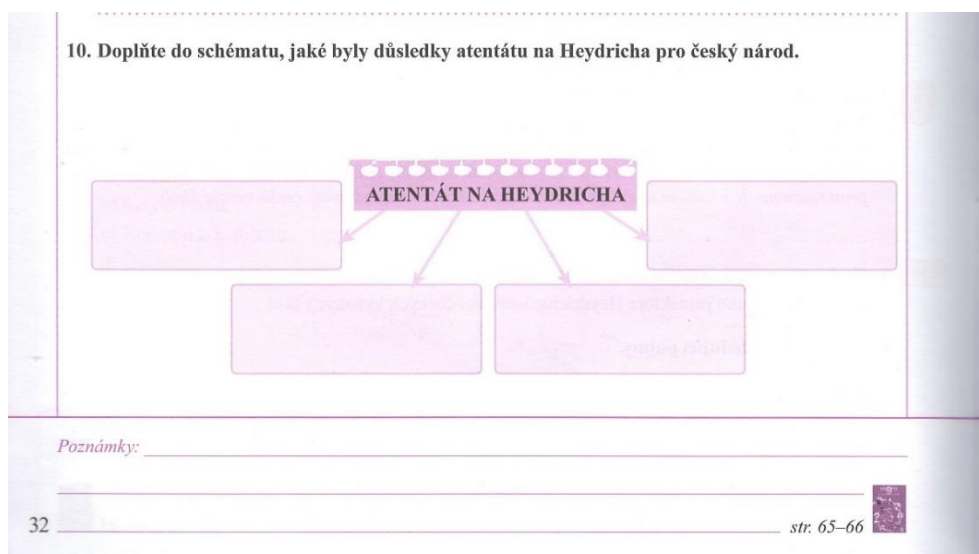 10. Doplňte do schématu, jaké byly důsledky atentátu na Heydricha pro český národ.
ATENTÁT NA HEYDRICHA
Poznámky:
32
str. 65–66